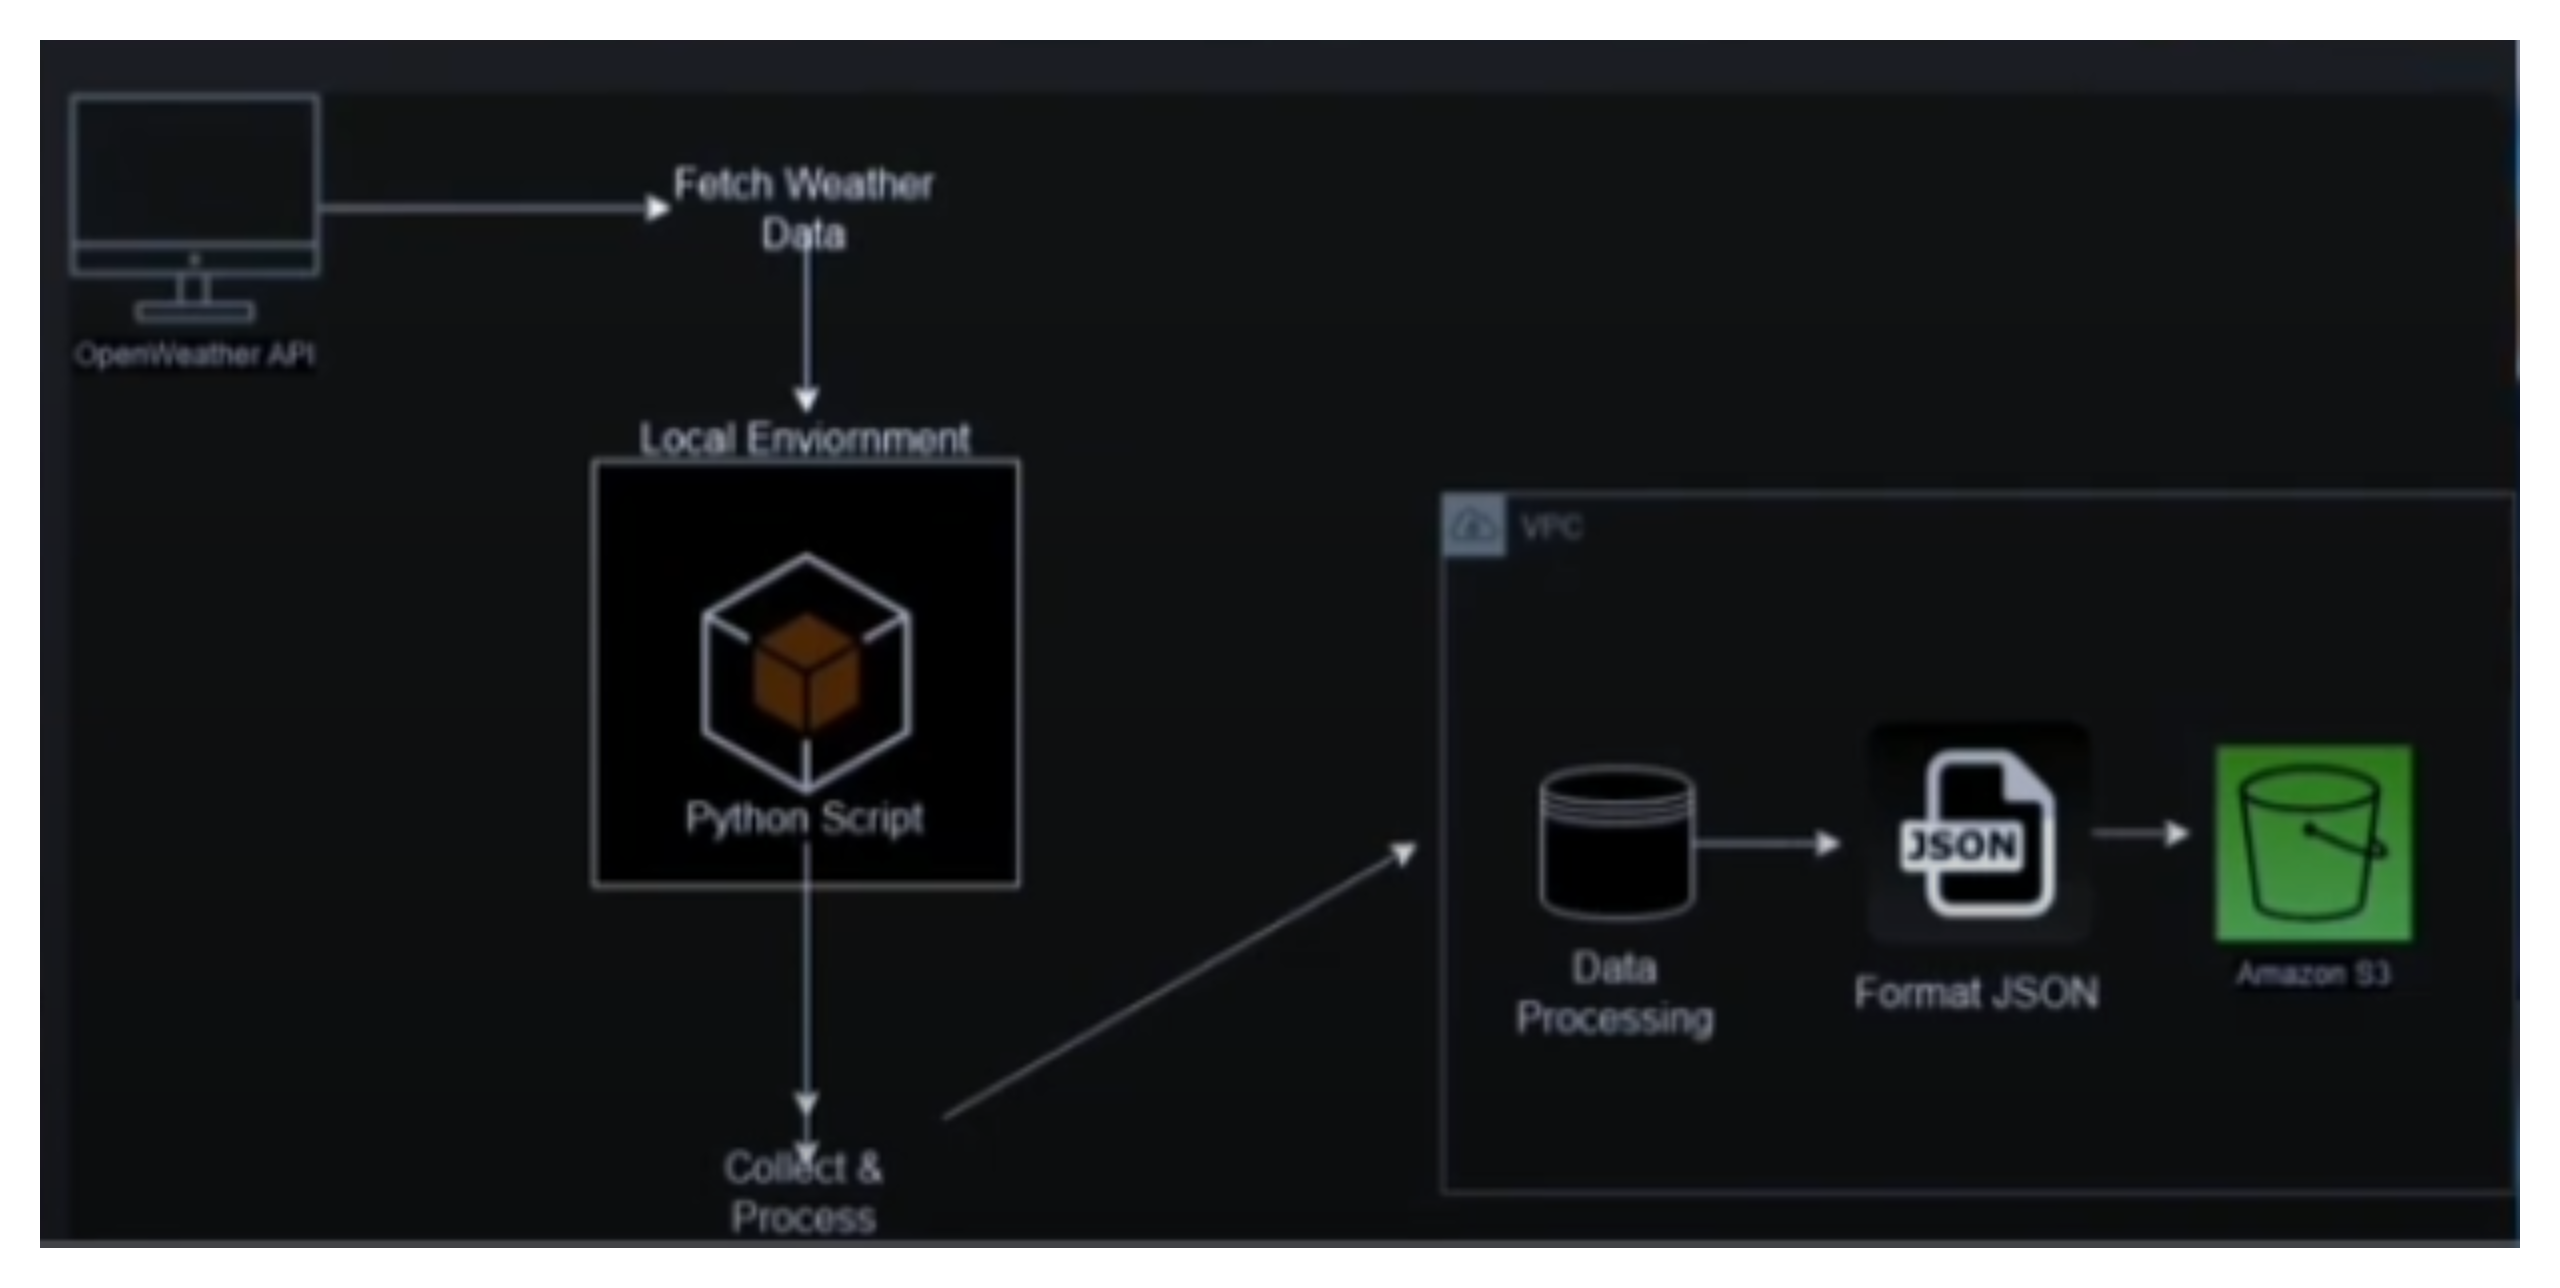 Fetch Weather
Data
OpenWeather API
Local Enviornment
VPC
Python Script
JSON
Data
Processing
Format JSON
Amazon S3
Collect &
Process